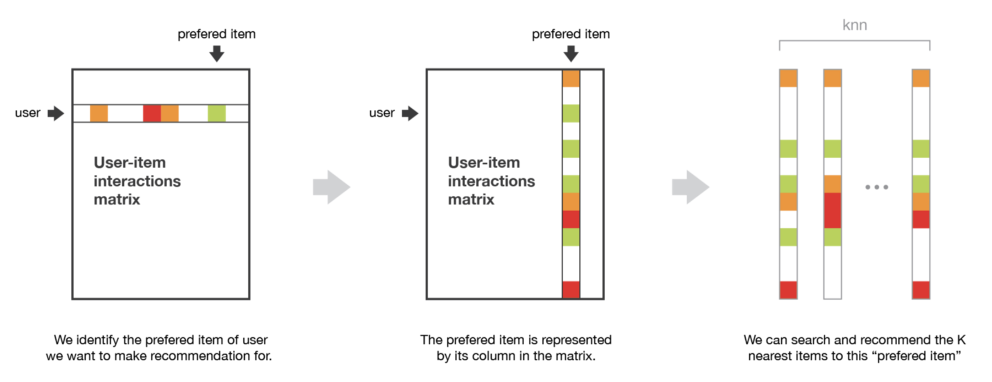 prefered item
user
User-item
interactions
matrix
We identify the prefered item of user
we want to make recommendation for.
prefered item
user
User-item
interactions
matrix
The prefered item is represented
by its column in the matrix.
knn
We can search and recommend the K
nearest items to this “prefered item”